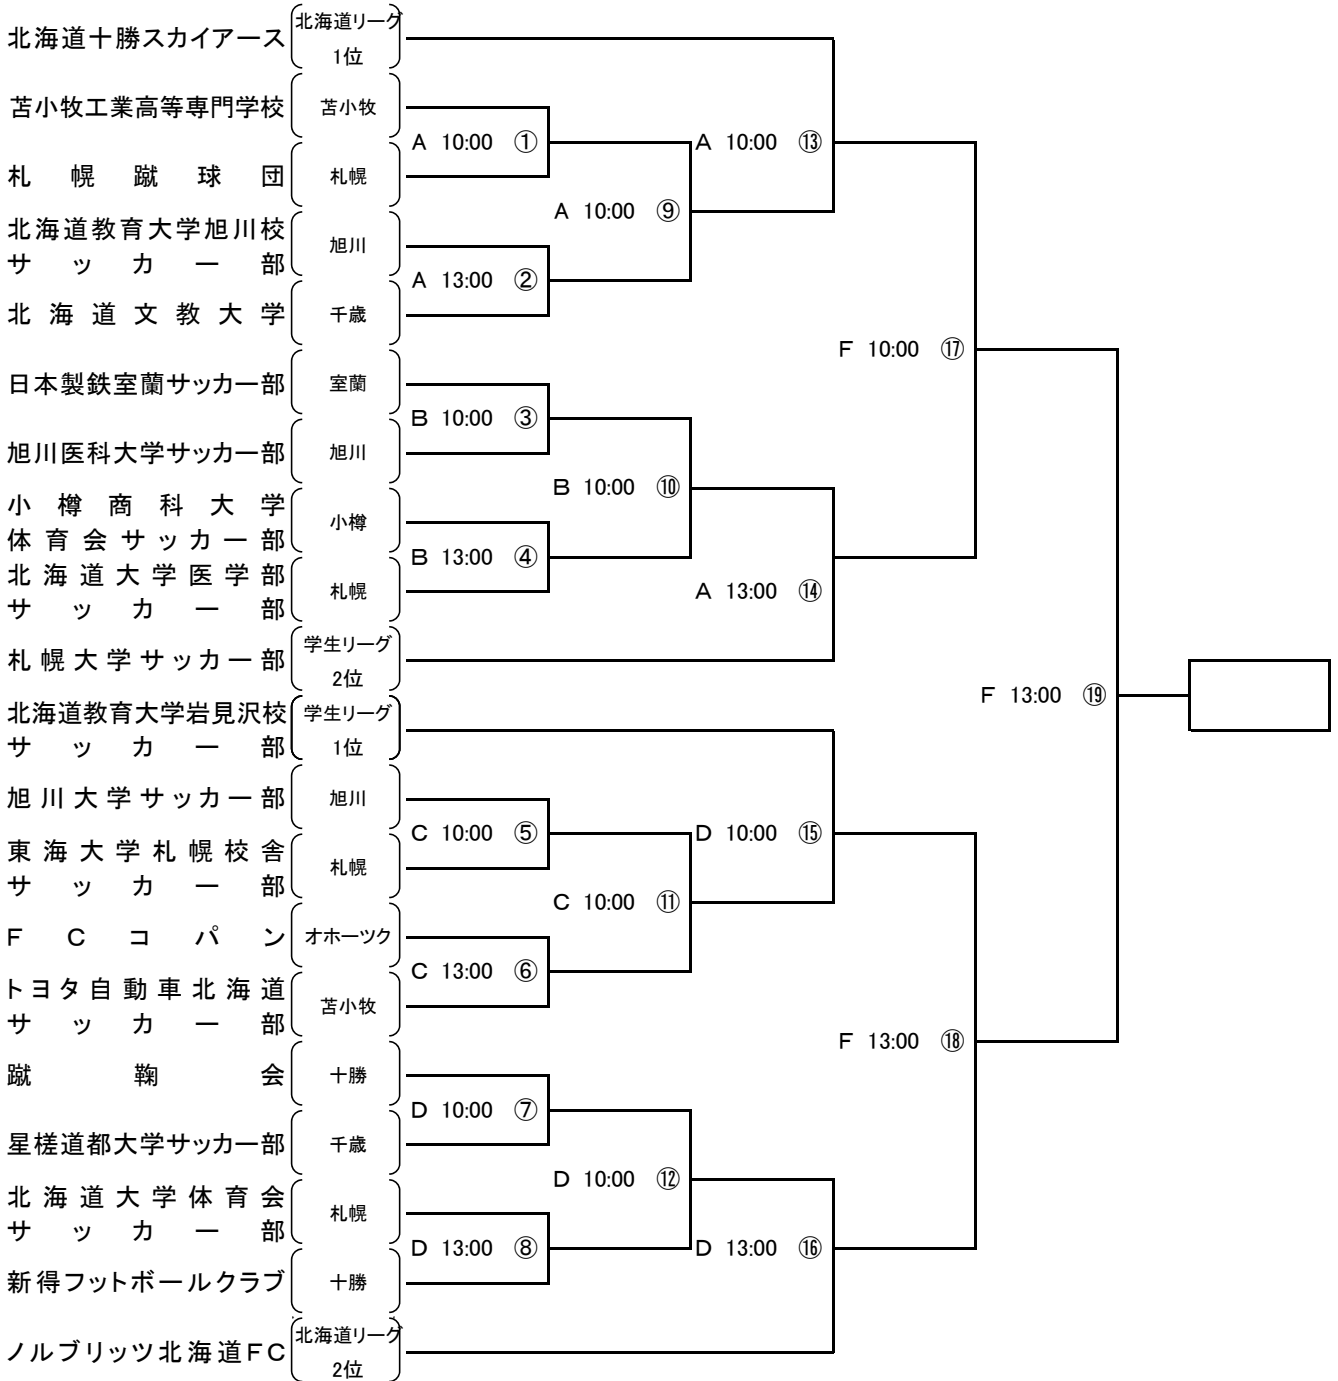 北海道十勝スカイアース
北海道リーグ
1位
苫小牧工業高等専門学校
苫小牧
A 10:00 ①
A 10:00 ⑬
札幌蹴球団
札幌
A 10:00 ⑨
北海道教育大学旭川校
サッカー部
旭川
A 13:00 ②
北海道文教大学
千歳
F 10:00 ⑰
日本製鉄室蘭サッカー部
室蘭
B 10:00 ③
旭川医科大学サッカー部
旭川
B 10:00 ⑩
小樽商科大学
体育会サッカー部
小樽
B 13:00 ④
北海道大学医学部
サッカー部
札幌
A 13:00 ⑭
札幌大学サッカー部
学生リーグ
2位
F 13:00 ⑲
北海道教育大学岩見沢校
サッカー部
学生リーグ
1位
旭川大学サッカー部
旭川
C 10:00 ⑤
D 10:00 ⑮
東海大学札幌校舎
サッカー部
札幌
C 10:00 ⑪
FCコパン
オホーツク
C 13:00 ⑥
トヨタ自動車北海道
サッカー部
苫小牧
F 13:00 ⑱
蹴鞠会
十勝
D 10:00 ⑦
星槎道都大学サッカー部
千歳
D 10:00 ⑫
北海道大学体育会
サッカー部
札幌
D 13:00 ⑧
D 13:00 ⑯
新得フットボールクラブ
十勝
ノルブリッツ北海道FC
北海道リーグ
2位